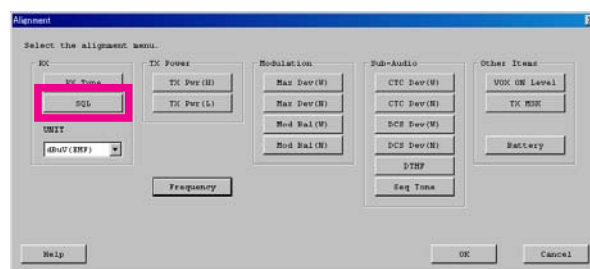 Alignment
Select the alignment menu.
RX
RX Tune
SQL
UNIT
dBuV(EMF)
TX Power
TX Pwr(H)
TX Pwr(L)
Frequency
Modulation
Max Dev(W)
Max Dev(N)
Mod Bal(W)
Mod Bal(N)
Sub-Audio
CTC Dev(W)
CTC Dev(N)
DCS Dev(W)
DCS Dev(N)
DTMF
Seq Tone
Other Items
VOX ON Level
TX MSK
Battery
Help
OK
Cancel